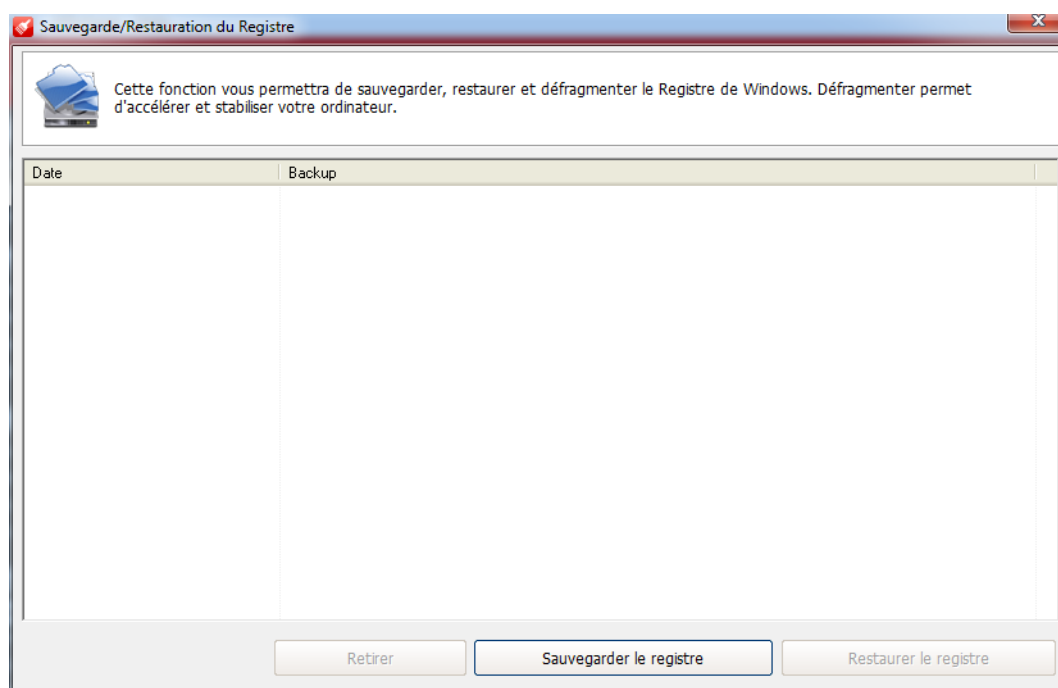 Sauvegarde/Restauration du Registre
Cette fonction vous permettra de sauvegarder, restaurer et défragmenter le Registre de Windows. Défragmenter permet
d'accélérer et stabiliser votre ordinateur.
Date Backup
Retirer Sauvegarder le registre Restaurer le registre